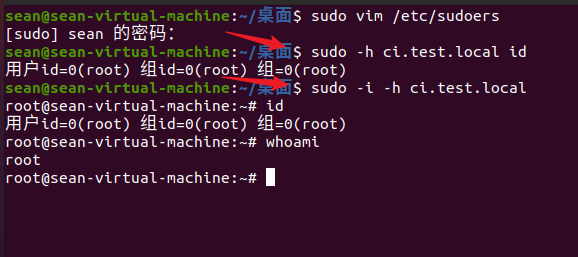 sean@sean-virtual-machine:~/桌面$ sudo vim /etc/sudoers
[sudo] sean 的密码：
sean@sean-virtual-machine:~/桌面$ sudo -h ci.test.local id
用户id=0(root) 组id=0(root) 组=0(root)
sean@sean-virtual-machine:~/桌面$ sudo -i -h ci.test.local
root@sean-virtual-machine:~# id
用户id=0(root) 组id=0(root) 组=0(root)
root@sean-virtual-machine:~# whoami
root
root@sean-virtual-machine:~#